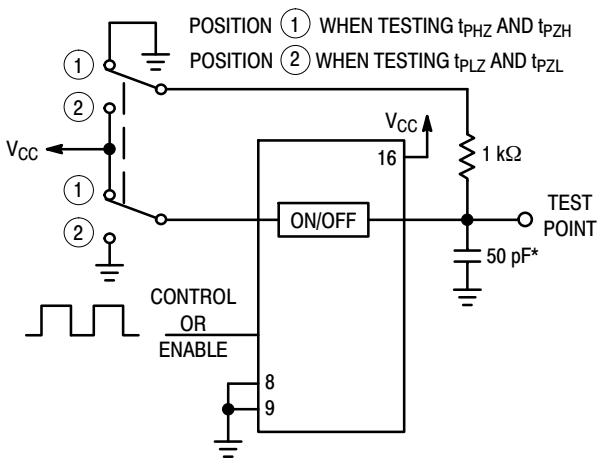 POSITION 1 WHEN TESTING tPHZ AND tPZH
POSITION 2 WHEN TESTING tPLZ AND tPZL
1
2
VCC
1
2
VCC
16
1 kΩ
ON/OFF
TEST
POINT
50 pF*
CONTROL
OR
ENABLE
8
9